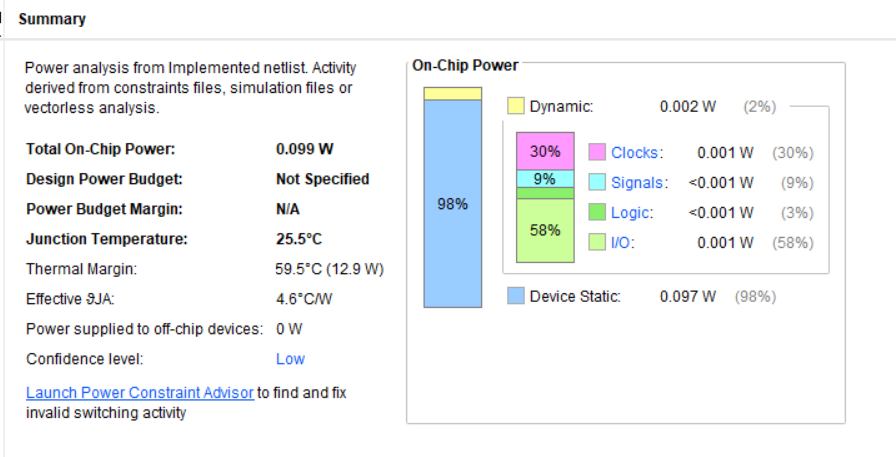 Summary
Power analysis from Implemented netlist. Activity
derived from constraints files, simulation files or
vectorless analysis.
Total On-Chip Power: 0.099 W
Design Power Budget: Not Specified
Power Budget Margin: N/A
Junction Temperature: 25.5°C
Thermal Margin: 59.5°C (12.9 W)
Effective ϑJA: 4.6°C/W
Power supplied to off-chip devices: 0 W
Confidence level: Low
Launch Power Constraint Advisor to find and fix
invalid switching activity
On-Chip Power
Dynamic: 0.002 W (2%)
30% Clocks: 0.001 W (30%)
9% Signals: <0.001 W (9%)
98%
Logic: <0.001 W (3%)
58% I/O: 0.001 W (58%)
Device Static: 0.097 W (98%)